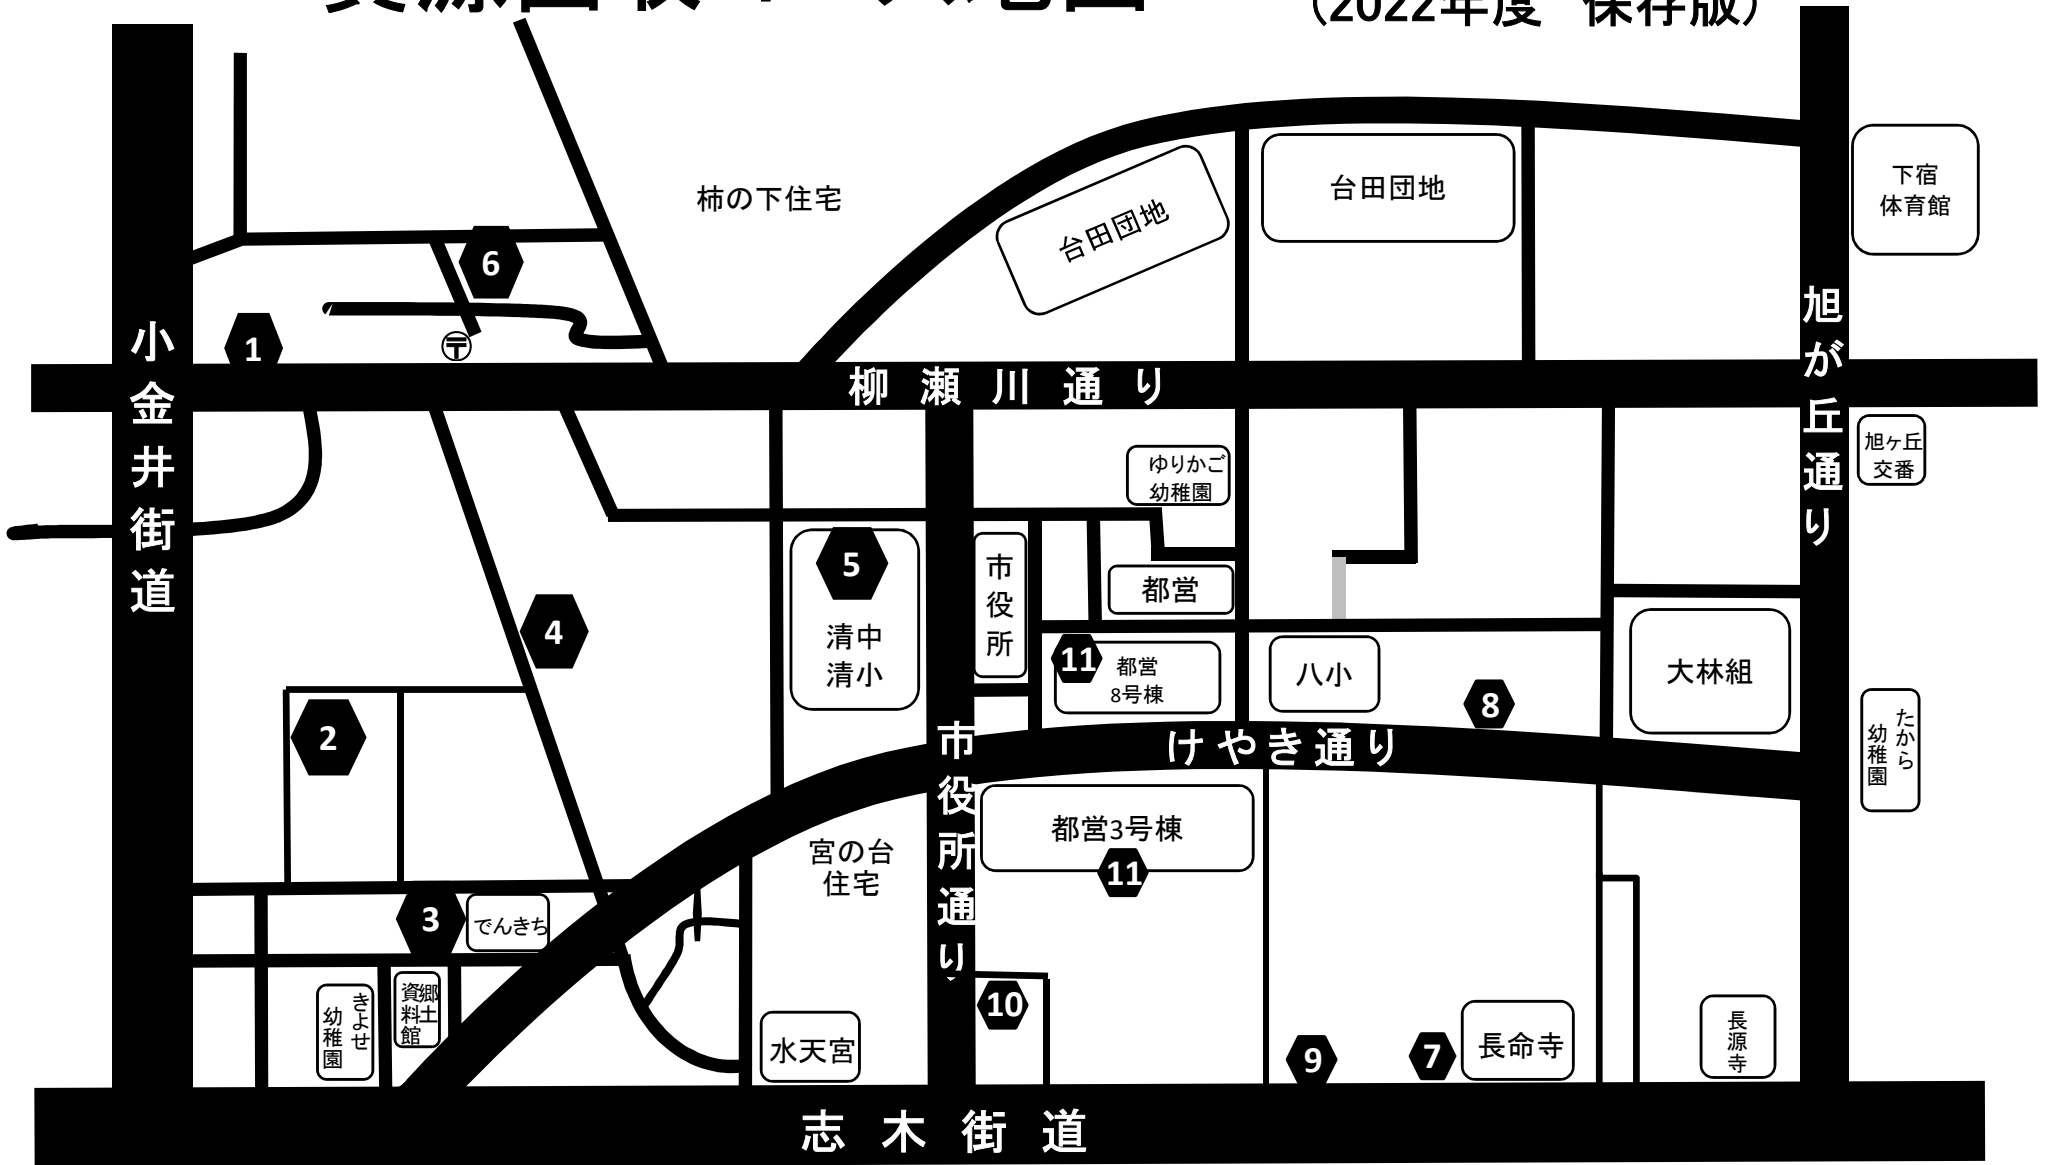 (2022年度 保存版)
柿の下住宅
台田団地
台田団地
下宿
体育館
6
1
〒
小金井街道
柳瀬川通り
旭が丘通り
旭ヶ丘
交番
ゆりかご
幼稚園
5
清中
清小
市役所
都営
4
11
都営
8号棟
八小
8
大林組
2
たから
幼稚園
けやき通り
市役所通り
都営3号棟
11
宮の台
住宅
3
でんきち
きよせ
幼稚園
郷土
資料館
水天宮
10
9
7
長命寺
長源寺
志木街道